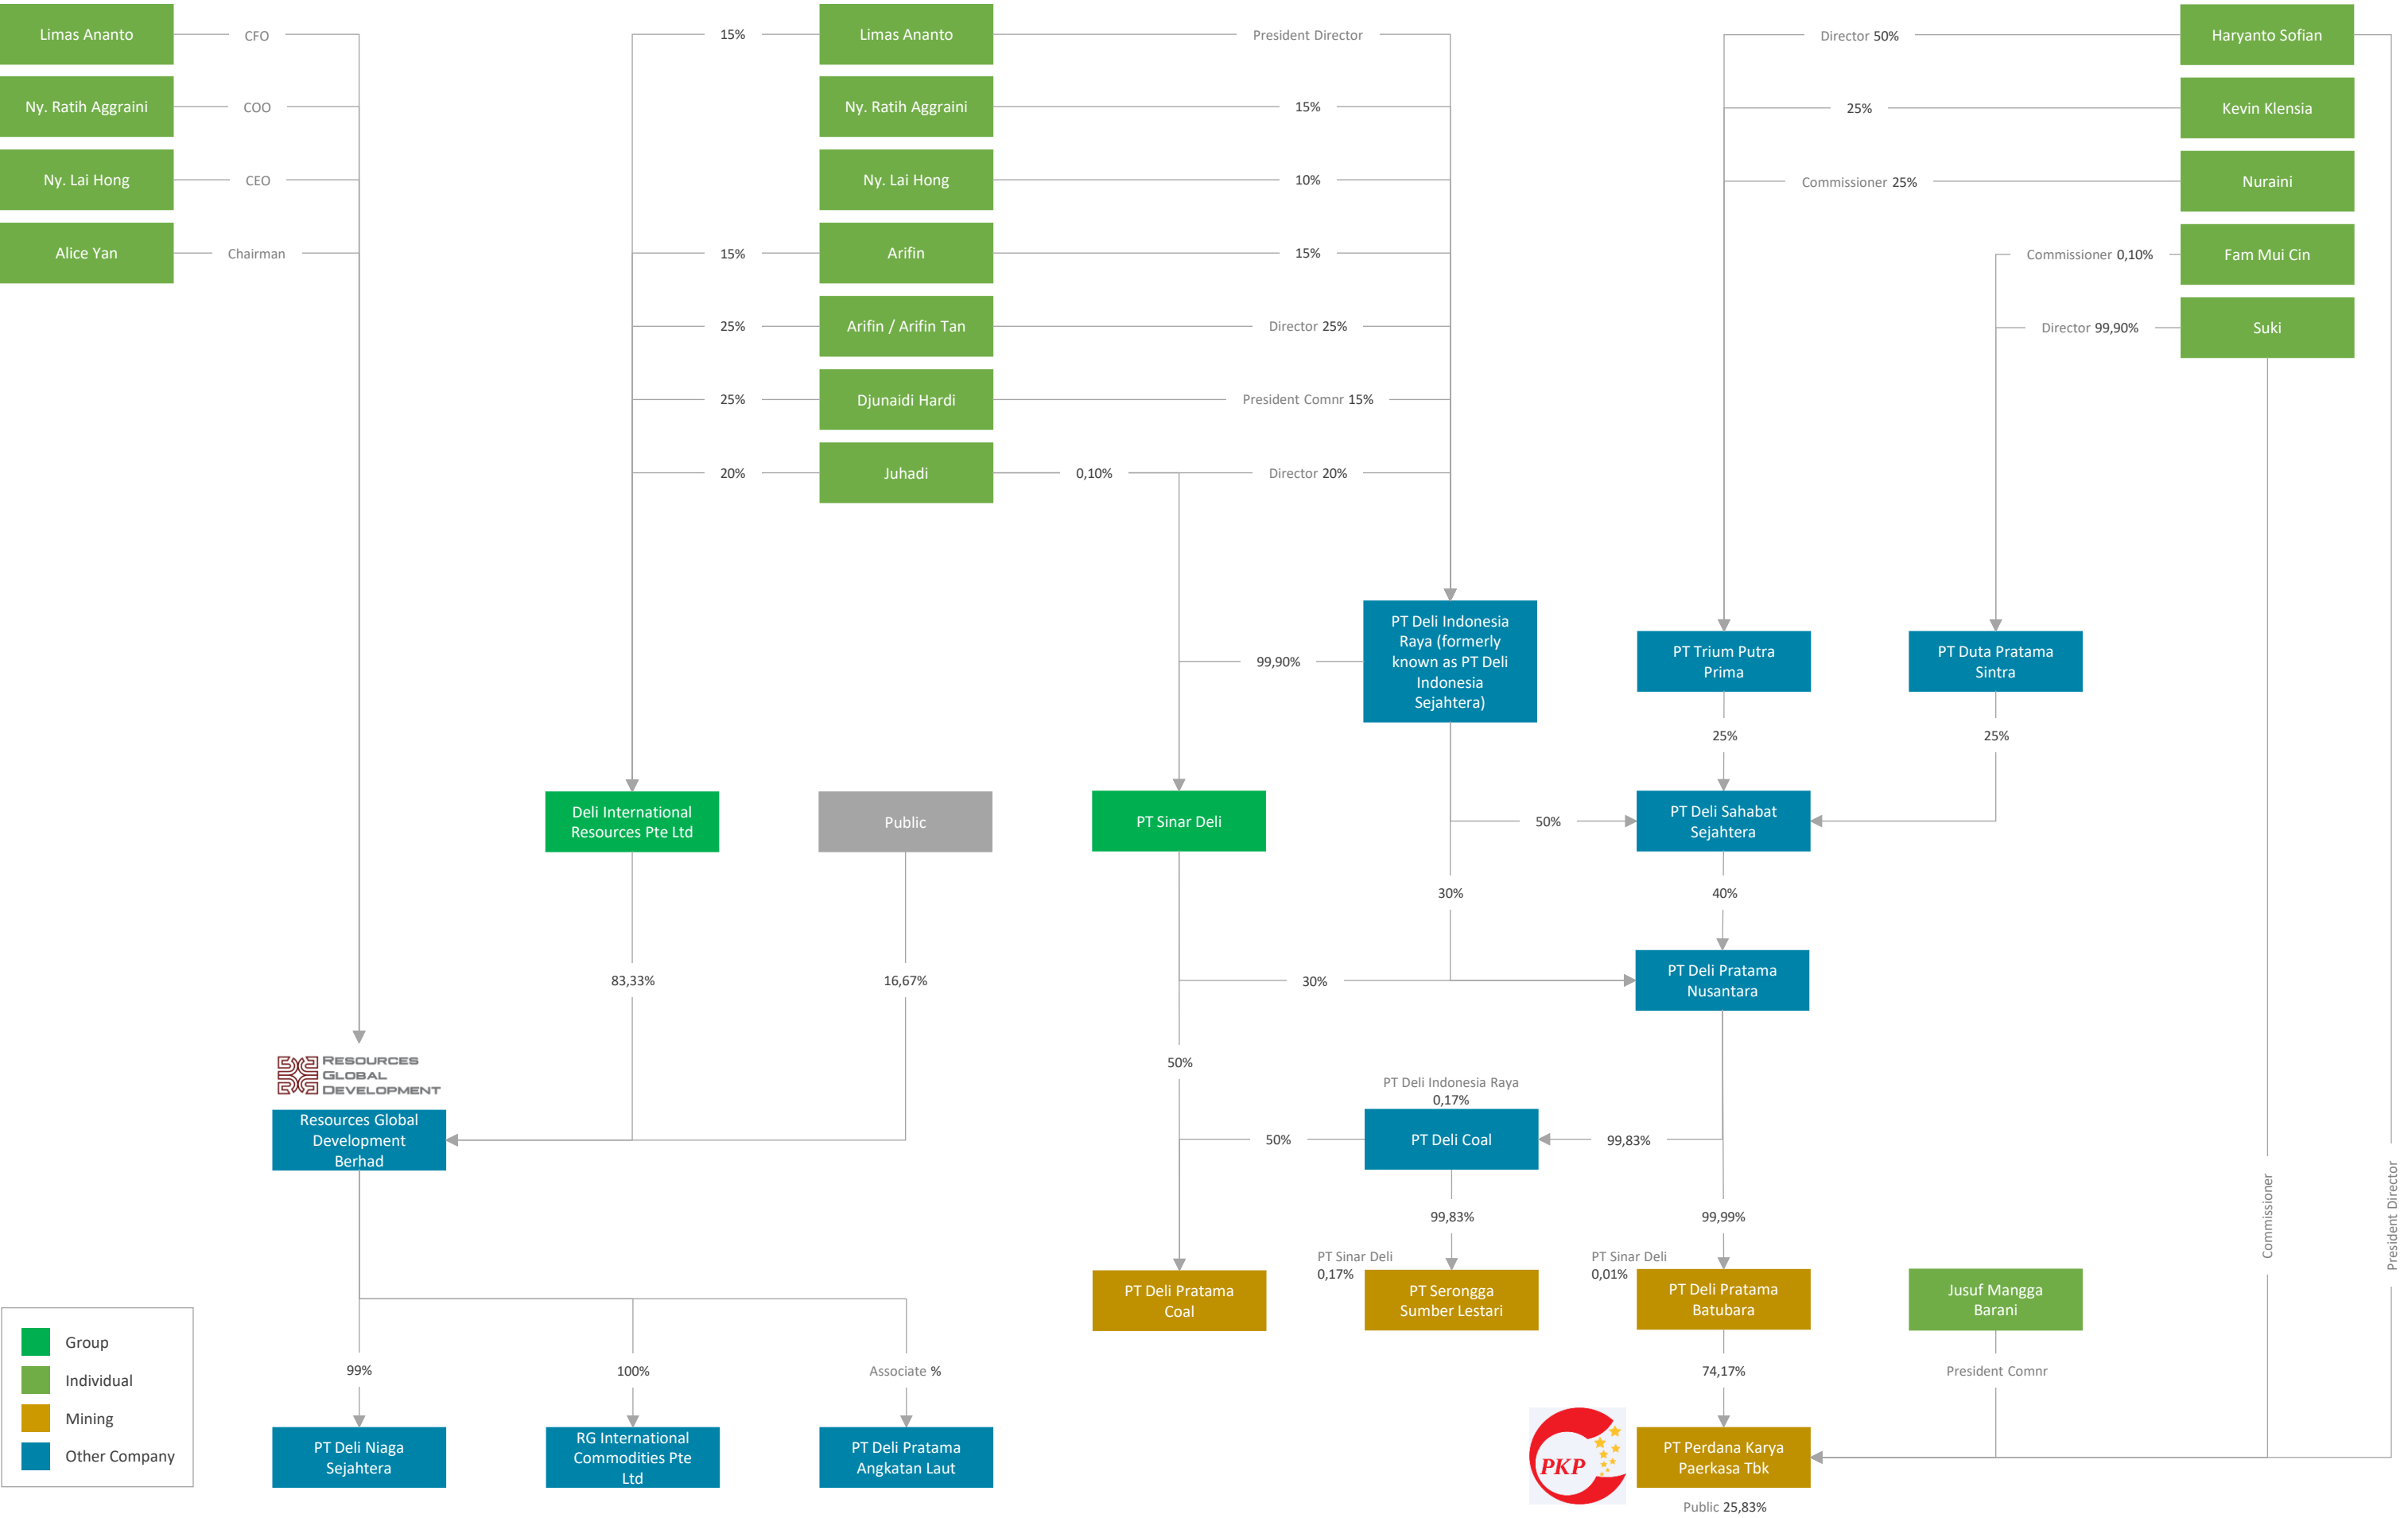 Limas Ananto
CFO
15%
Limas Ananto
President Director
Director 50%
Haryanto Sofian
Ny. Ratih Aggraini
COO
Ny. Ratih Aggraini
15%
25%
Kevin Klensia
Ny. Lai Hong
CEO
Ny. Lai Hong
10%
Commissioner 25%
Nuraini
Alice Yan
Chairman
15%
Arifin
15%
Commissioner 0,10%
Fam Mui Cin
25%
Arifin / Arifin Tan
Director 25%
Director 99,90%
Suki
25%
Djunaidi Hardi
President Comnr 15%
20%
Juhadi
0,10%
Director 20%
PT Deli Indonesia
Raya (formerly
known as PT Deli
Indonesia
Sejahtera)
99,90%
PT Trium Putra
Prima
PT Duta Pratama
Sintra
25%
25%
Deli International
Resources Pte Ltd
Public
PT Sinar Deli
50%
PT Deli Sahabat
Sejahtera
30%
40%
83,33%
16,67%
30%
PT Deli Pratama
Nusantara
50%
RESOURCES
GLOBAL
DEVELOPMENT
Resources Global
Development
Berhad
PT Deli Indonesia Raya
0,17%
50%
PT Deli Coal
99,83%
99,83%
99,99%
Commissioner
President Director
PT Sinar Deli
0,17%
PT Sinar Deli
0,01%
PT Deli Pratama
Coal
PT Serongga
Sumber Lestari
PT Deli Pratama
Batubara
Jusuf Mangga
Barani
Group
Individual
Mining
Other Company
99%
100%
Associate %
74,17%
President Comnr
PT Deli Niaga
Sejahtera
RG International
Commodities Pte
Ltd
PT Deli Pratama
Angkatan Laut
PKP
PT Perdana Karya
Paerkasa Tbk
Public 25,83%